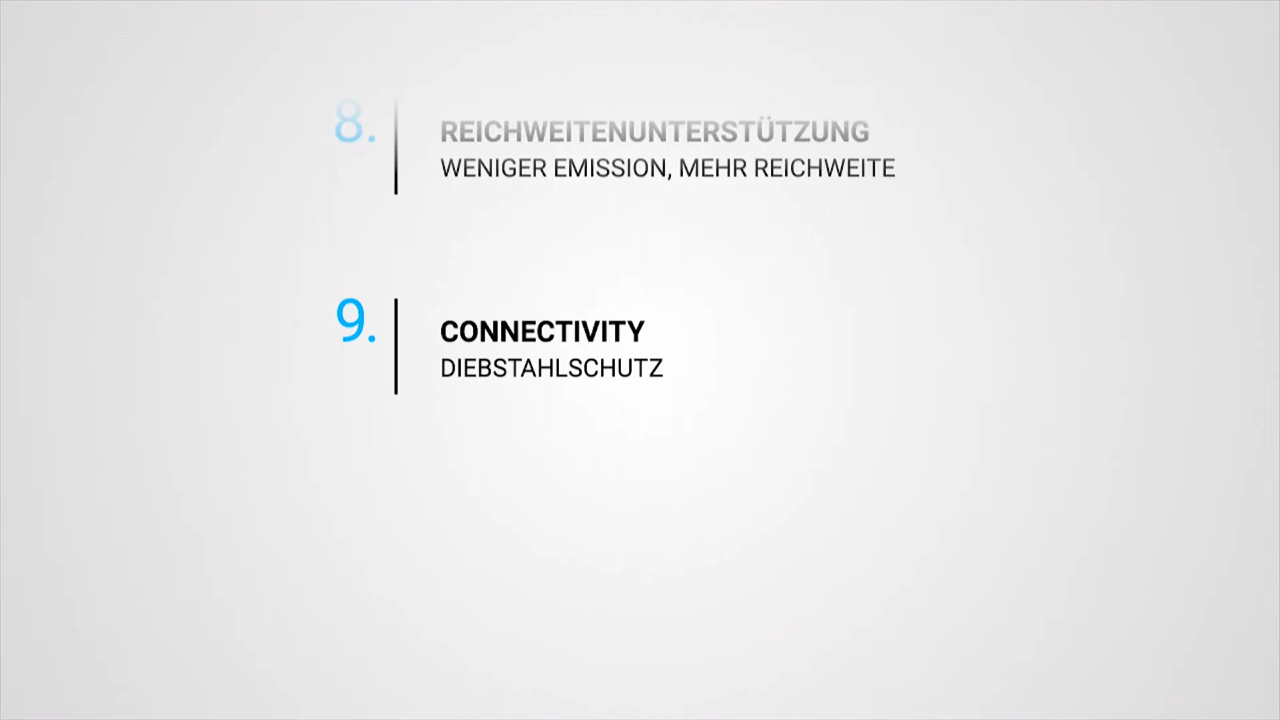 8.
REICHWEITENUNTERSTÜTZUNG
WENIGER EMISSION, MEHR REICHWEITE
9.
CONNECTIVITY
DIEBSTAHLSCHUTZ